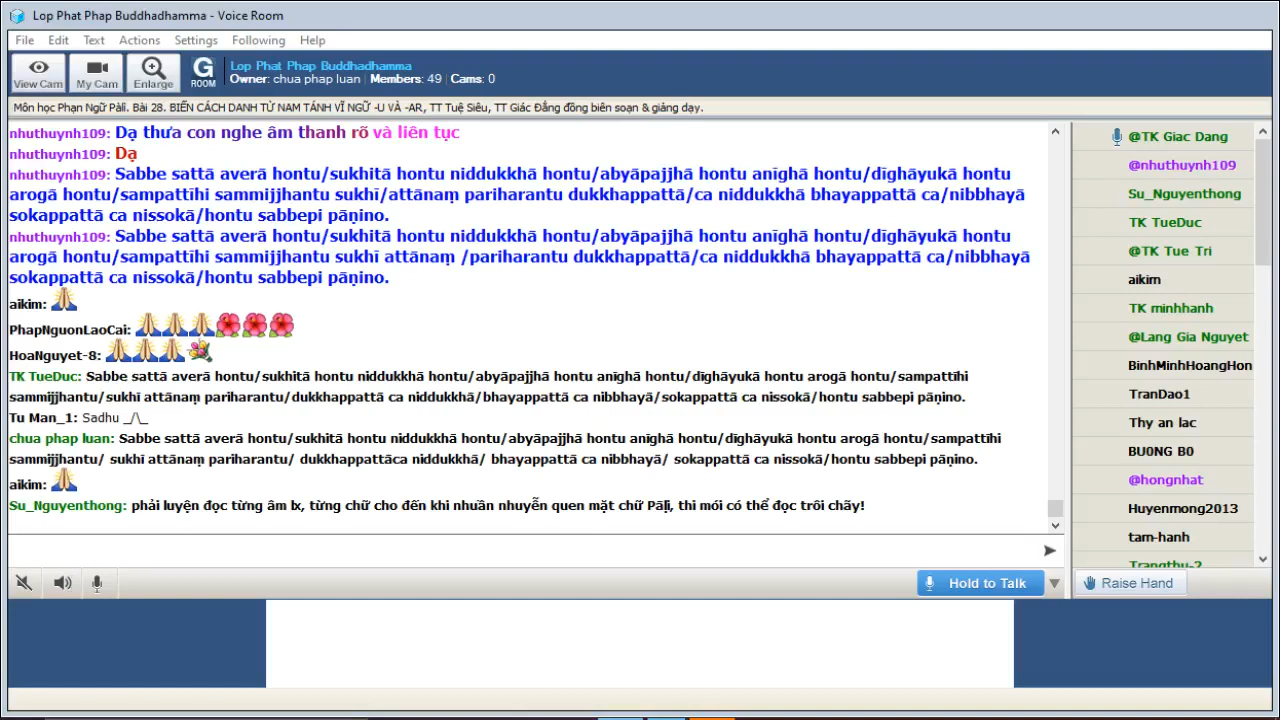 Lop Phat Phap Buddhadhamma - Voice Room
File Edit Text Actions Settings Following Help
View Cam My Cam Enlarge G ROOM
Lop Phat Phap Buddhadhamma
Owner: chua phap luan | Members: 49 | Cams: 0
Môn học Phạn Ngữ Pàli. Bài 28. BIẾN CÁCH DANH TỪ NAM TÁNH VĨ NGỮ -U VÀ -AR, TT Tuệ Siêu, TT Giác Đẳng đồng biên soạn & giảng dạy.
nhuthuynh109: Dạ thưa con nghe âm thanh rõ và liên tục
nhuthuynh109: Dạ
nhuthuynh109: Sabbe sattā averā hontu/sukhitā hontu niddukkhā hontu/abyāpajjhā hontu anīghā hontu/dīghāyukā hontu
arogā hontu/sampattīhi sammijjhantu sukhī/attānaṃ pariharantu dukkhappattā/ca niddukkhā bhayappattā ca/nibbhayā
sokappattā ca nissokā/hontu sabbepi pāṇino.
nhuthuynh109: Sabbe sattā averā hontu/sukhitā hontu niddukkhā hontu/abyāpajjhā hontu anīghā hontu/dīghāyukā hontu
arogā hontu/sampattīhi sammijjhantu sukhī attānaṃ /pariharantu dukkhappattā/ca niddukkhā bhayappattā ca/nibbhayā
sokappattā ca nissokā/hontu sabbepi pāṇino.
aikim:
PhapNguonLaoCai:
HoaNguyet-8:
TK TueDuc: Sabbe sattā averā hontu/sukhitā hontu niddukkhā hontu/abyāpajjhā hontu anīghā hontu/dīghāyukā hontu arogā hontu/sampattīhi
sammijjhantu/sukhī attānaṃ pariharantu/dukkhappattā ca niddukkhā/bhayappattā ca nibbhayā/sokappattā ca nissokā/hontu sabbepi pāṇino.
Tu Man_1: Sadhu _/\_
chua phap luan: Sabbe sattā averā hontu/sukhitā hontu niddukkhā hontu/abyāpajjhā hontu anīghā hontu/dīghāyukā hontu arogā hontu/sampattīhi
sammijjhantu/ sukhī attānaṃ pariharantu/ dukkhappattāca niddukkhā/ bhayappattā ca nibbhayā/ sokappattā ca nissokā/hontu sabbepi pāṇino.
aikim:
Su_Nguyenthong: phải luyện đọc từng âm lx, từng chữ cho đến khi nhuần nhuyễn quen mặt chữ Pāḷi, thì mói có thể đọc trôi chãy!
Hold to Talk
@TK Giac Dang
@nhuthuynh109
Su_Nguyenthong
TK TueDuc
@TK Tue Tri
aikim
TK minhhanh
@Lang Gia Nguyet
BinhMinhHoangHon
TranDao1
Thy an lac
BU0NG B0
@hongnhat
Huyenmong2013
tam-hanh
Trangthu-2
Raise Hand